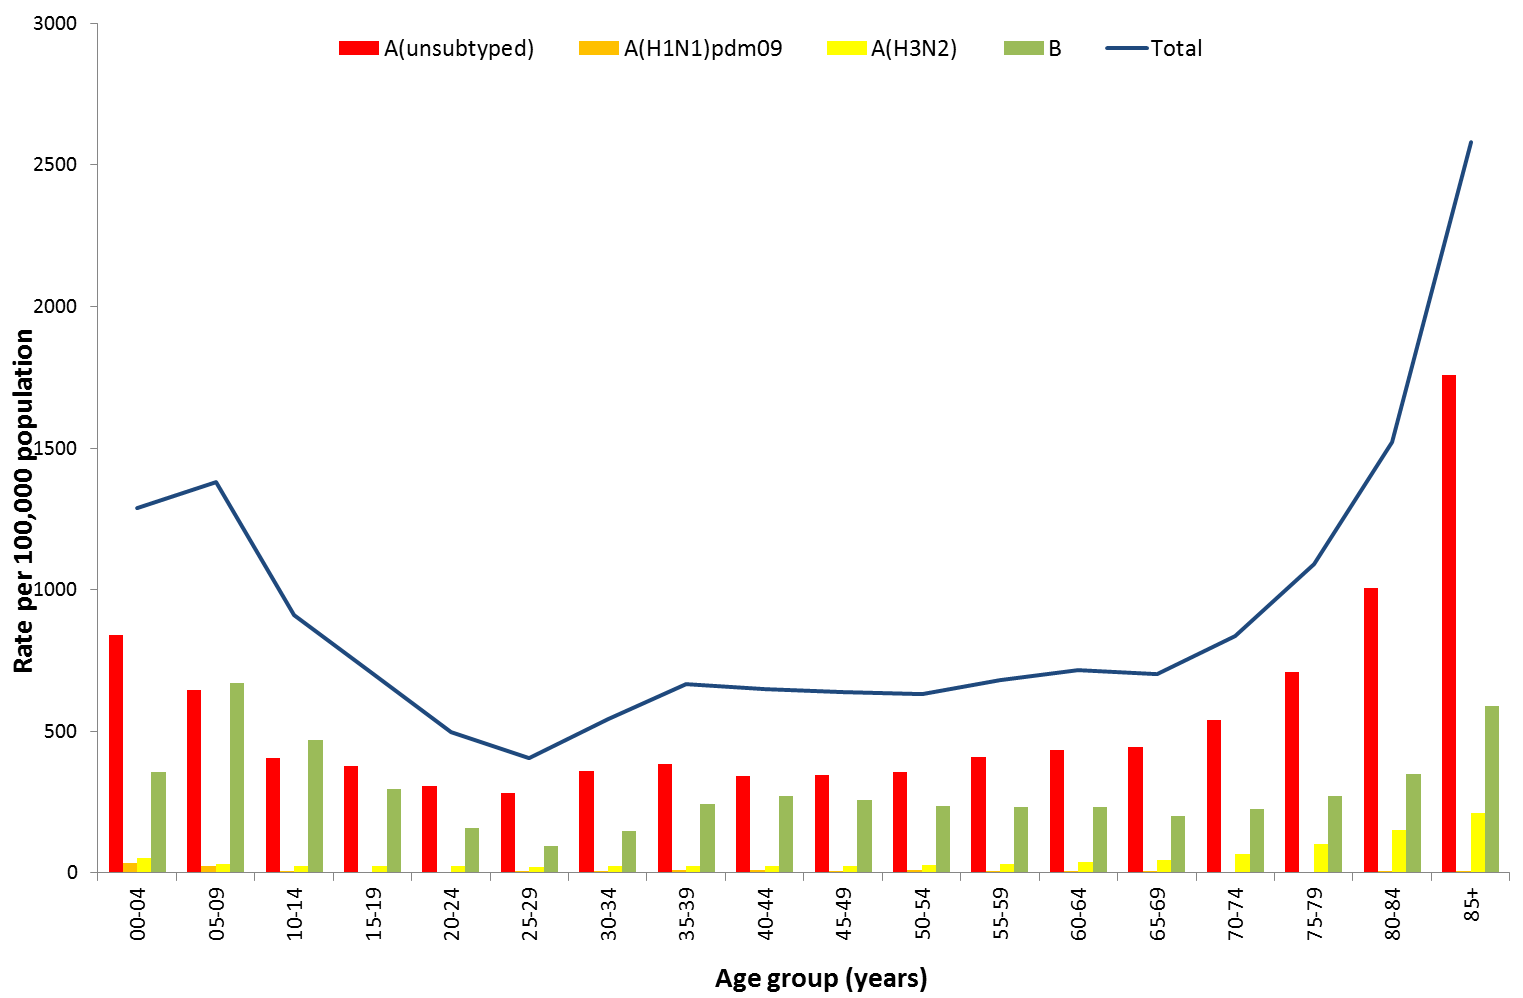 3000
A(unsubtyped) A(H1N1)pdm09 A(H3N2) B Total
2500
2000
1500
1000
500
0
Rate per 100,000 population
00-04 05-09 10-14 15-19 20-24 25-29 30-34 35-39 40-44 45-49 50-54 55-59 60-64 65-69 70-74 75-79 80-84 85+
Age group (years)